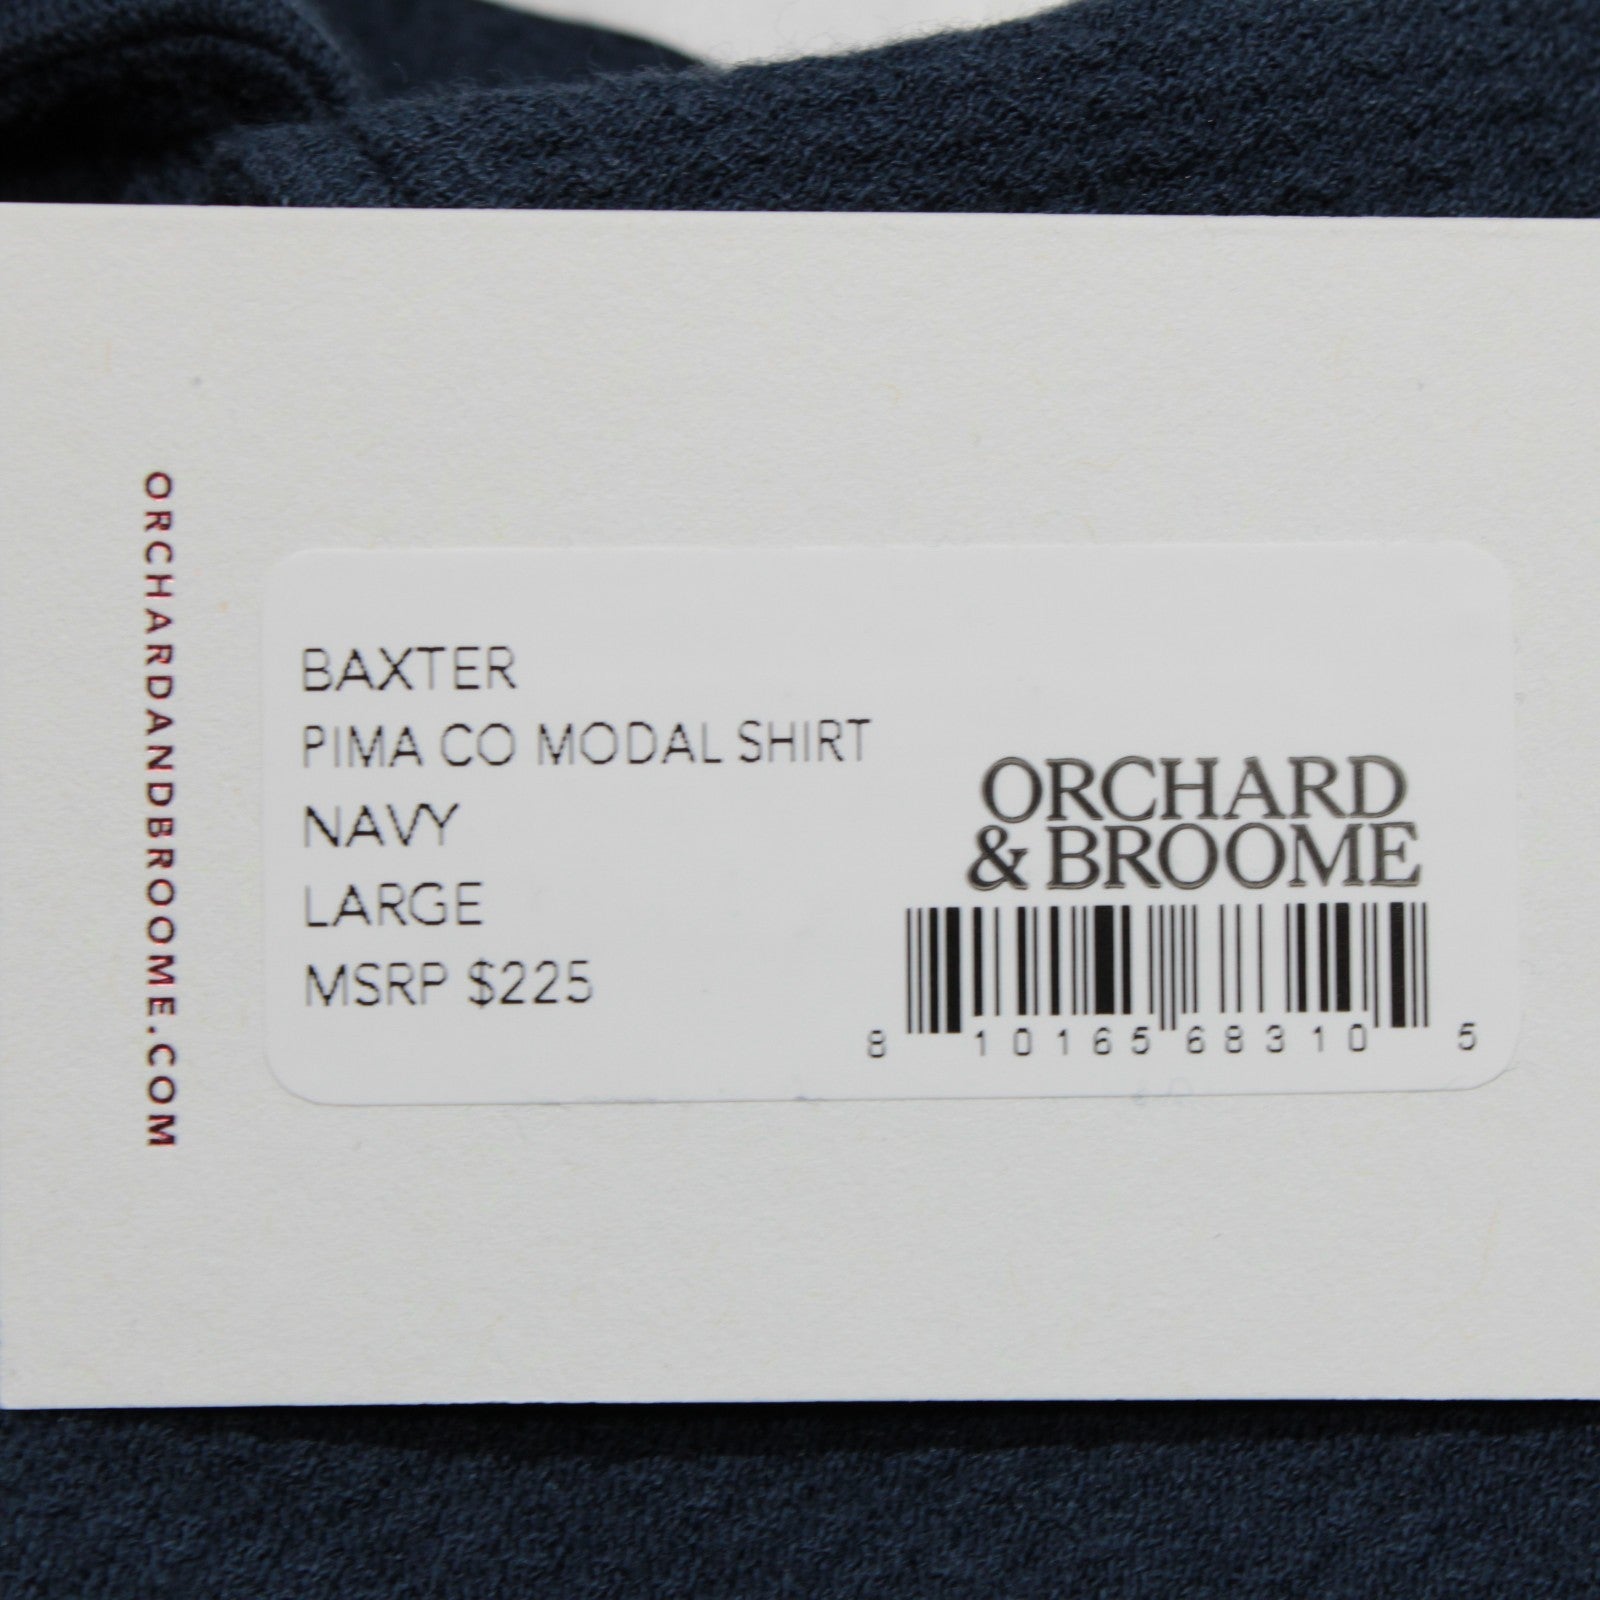 ORCHARDANDBROOME.COM
BAXTER
PIMA CO MODAL SHIRT
NAVY
LARGE
MSRP $225
ORCHARD
& BROOME
8 10165 68310 5